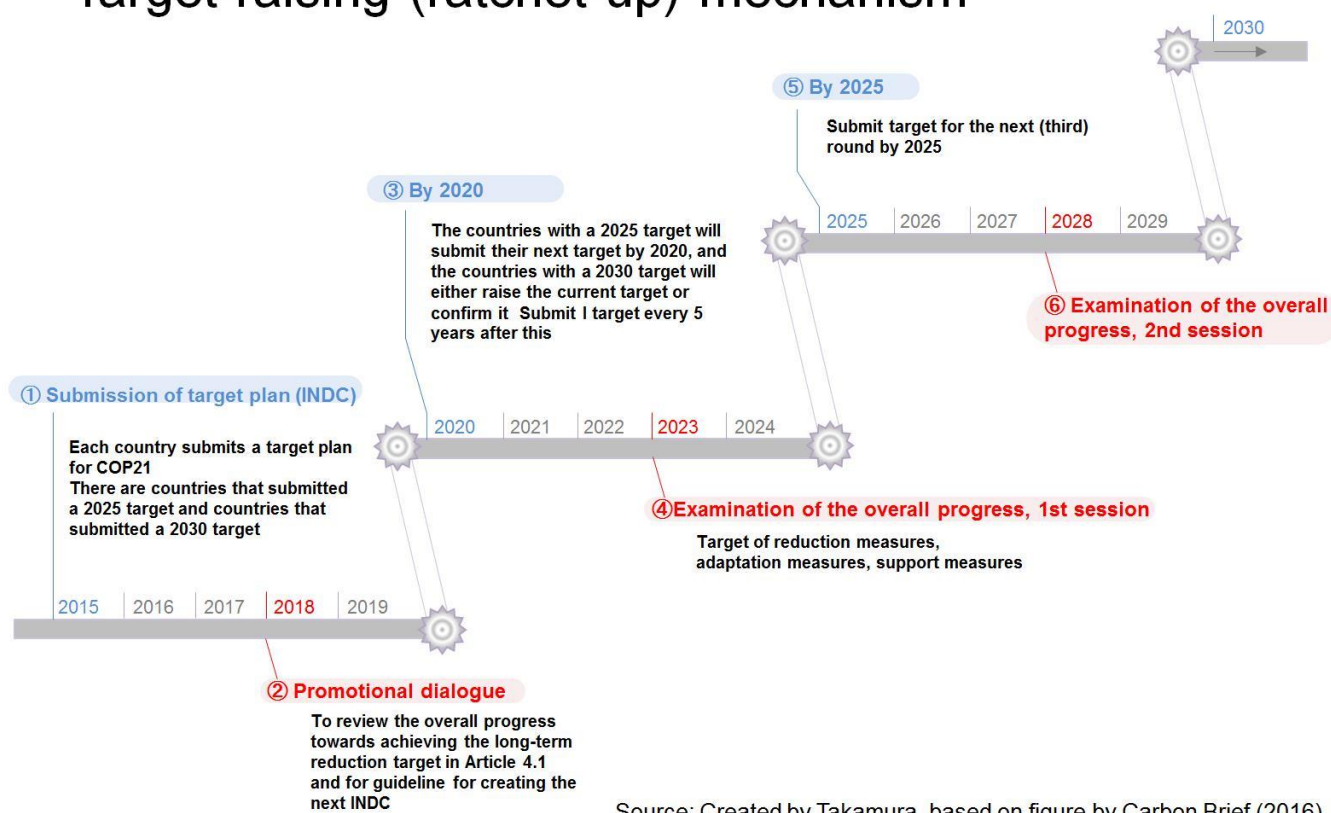 Target raising (ratchet up) mechanism
2030
⑤ By 2025
Submit target for the next (third)
round by 2025
③ By 2020
The countries with a 2025 target will
submit their next target by 2020, and
the countries with a 2030 target will
either raise the current target or
confirm it  Submit I target every 5
years after this
2025 2026 2027 2028 2029
⑥ Examination of the overall
progress, 2nd session
① Submission of target plan (INDC)
Each country submits a target plan
for COP21
There are countries that submitted
a 2025 target and countries that
submitted a 2030 target
2020 2021 2022 2023 2024
④Examination of the overall progress, 1st session
Target of reduction measures,
adaptation measures, support measures
2015 2016 2017 2018 2019
② Promotional dialogue
To review the overall progress
towards achieving the long-term
reduction target in Article 4.1
and for guideline for creating the
next INDC
Source: Created by Takamura, based on figure by Carbon Brief (2016)